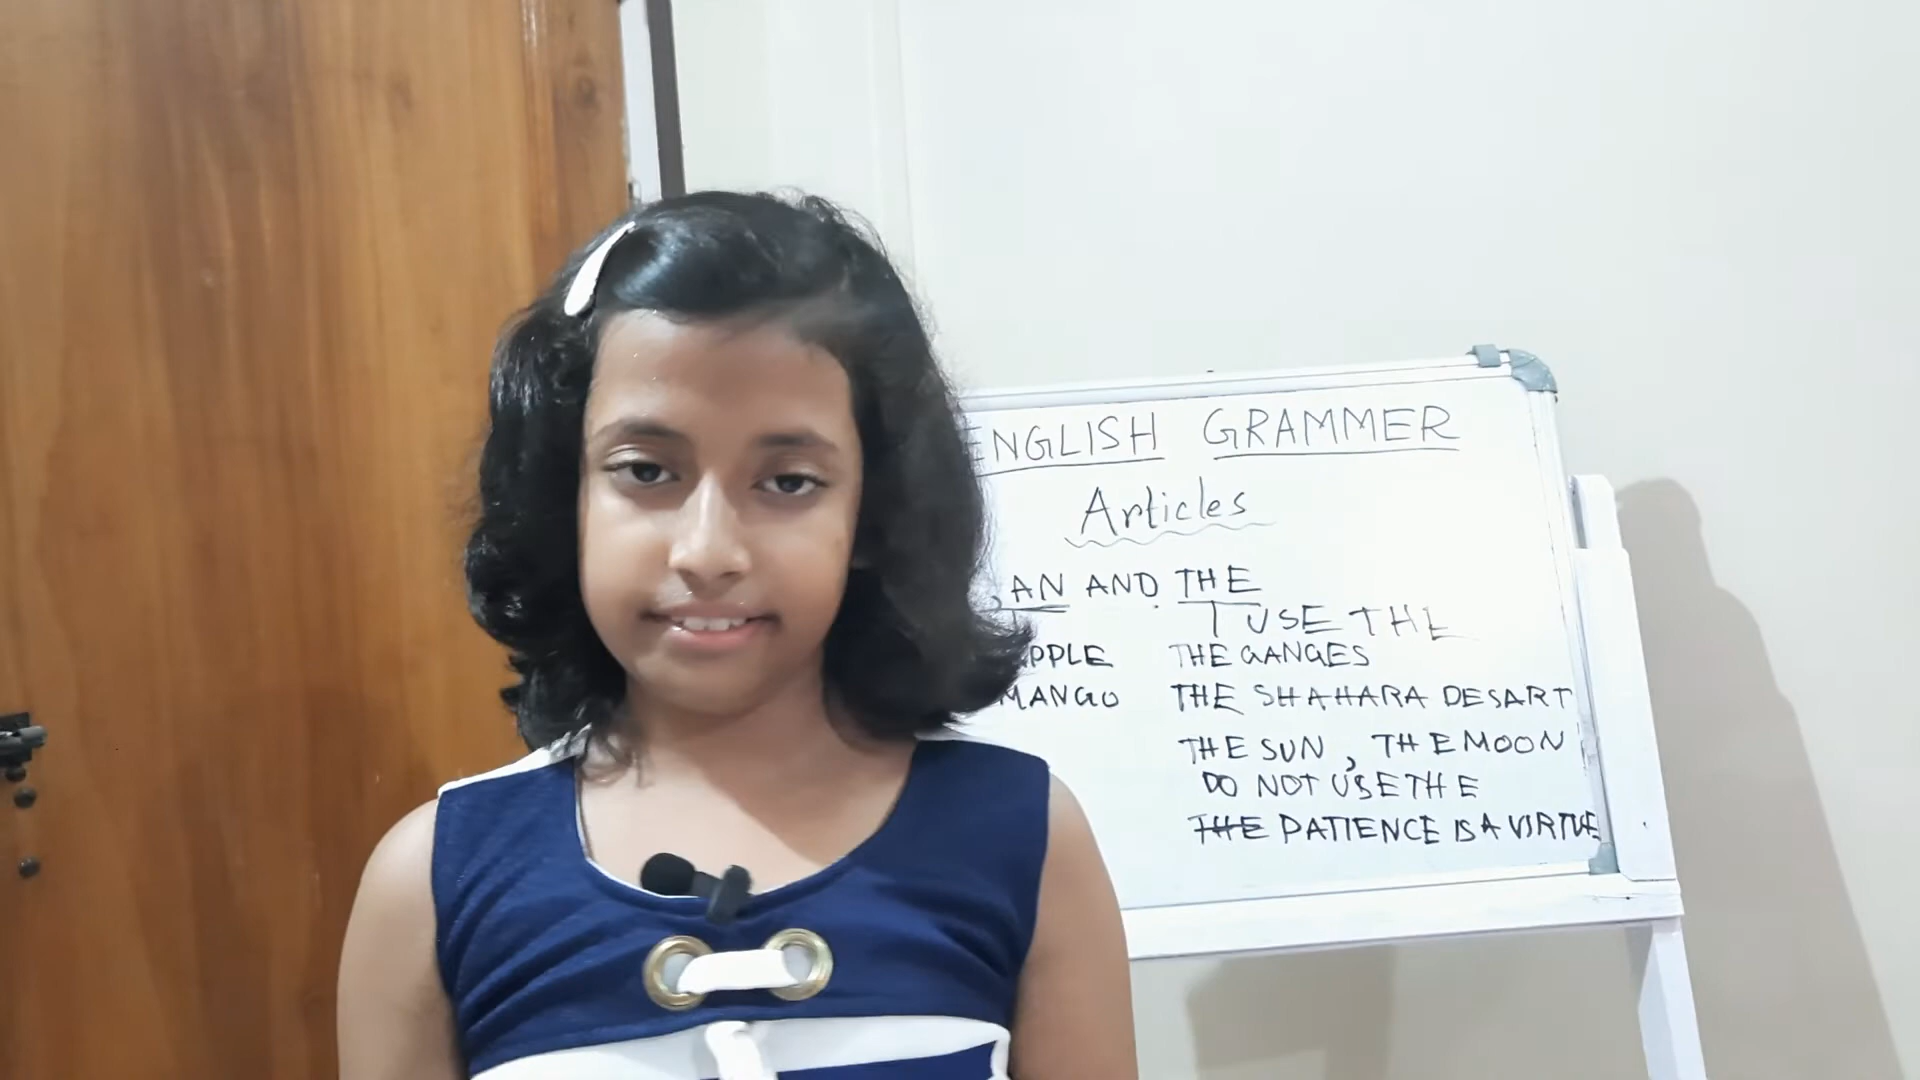 ENGLISH GRAMMER
Articles
, AN AND THE
USE THE
APPLE THE GANGES
MANGO THE SHAHARA DESART
THE SUN, THE MOON
DO NOT USE THE
THE PATIENCE IS A VIRTUE